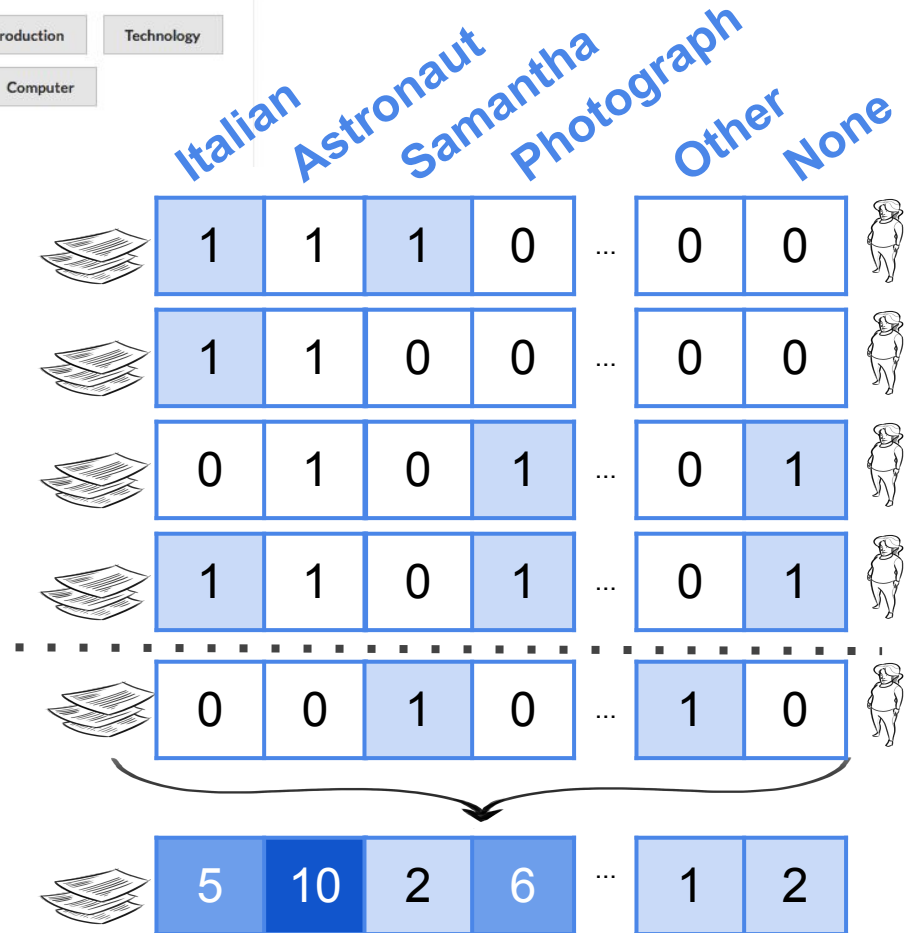 roduction Technology
Computer
Italian Astronaut Samantha Photograph Other None
1 1 1 0 ... 0 0
1 1 0 0 ... 0 0
0 1 0 1 ... 0 1
1 1 0 1 ... 0 1
0 0 1 0 ... 1 0
5 10 2 6 ... 1 2